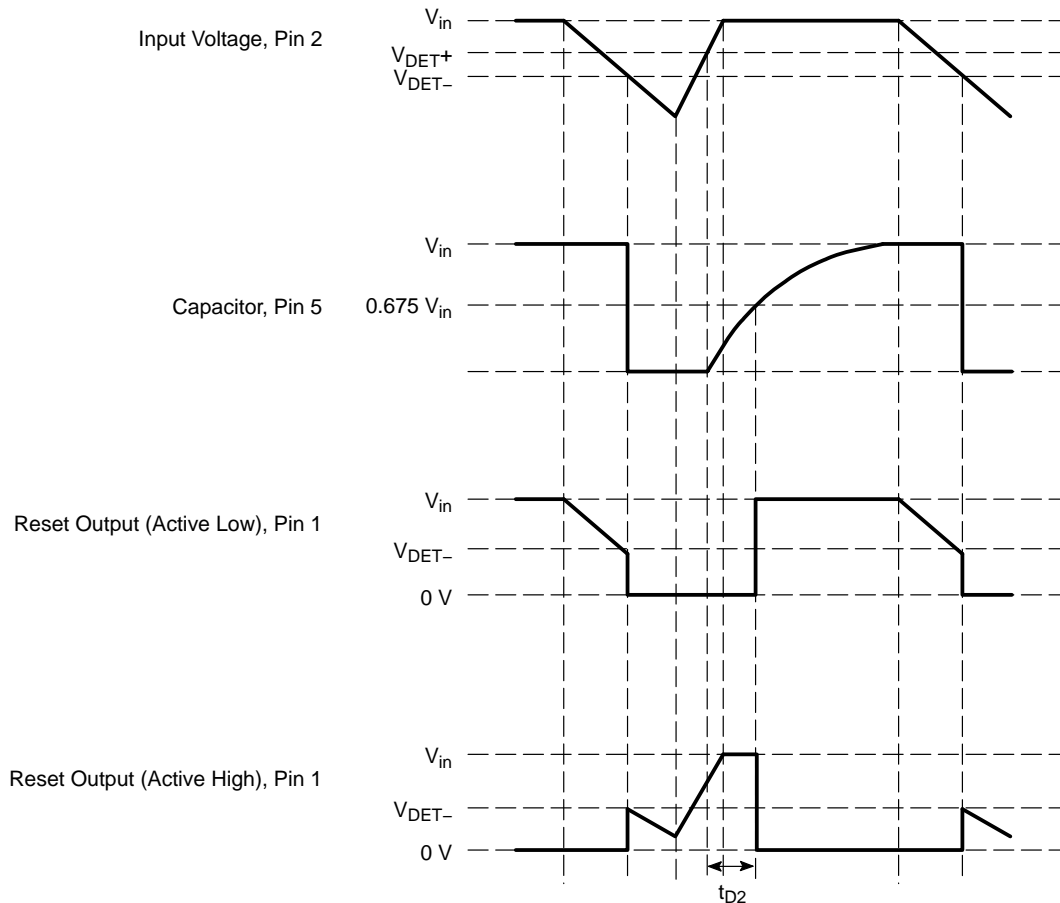 V_in
Input Voltage, Pin 2
V_DET+
V_DET−
V_in
Capacitor, Pin 5
0.675 V_in
V_in
Reset Output (Active Low), Pin 1
V_DET−
0 V
V_in
Reset Output (Active High), Pin 1
V_DET−
0 V
t_D2